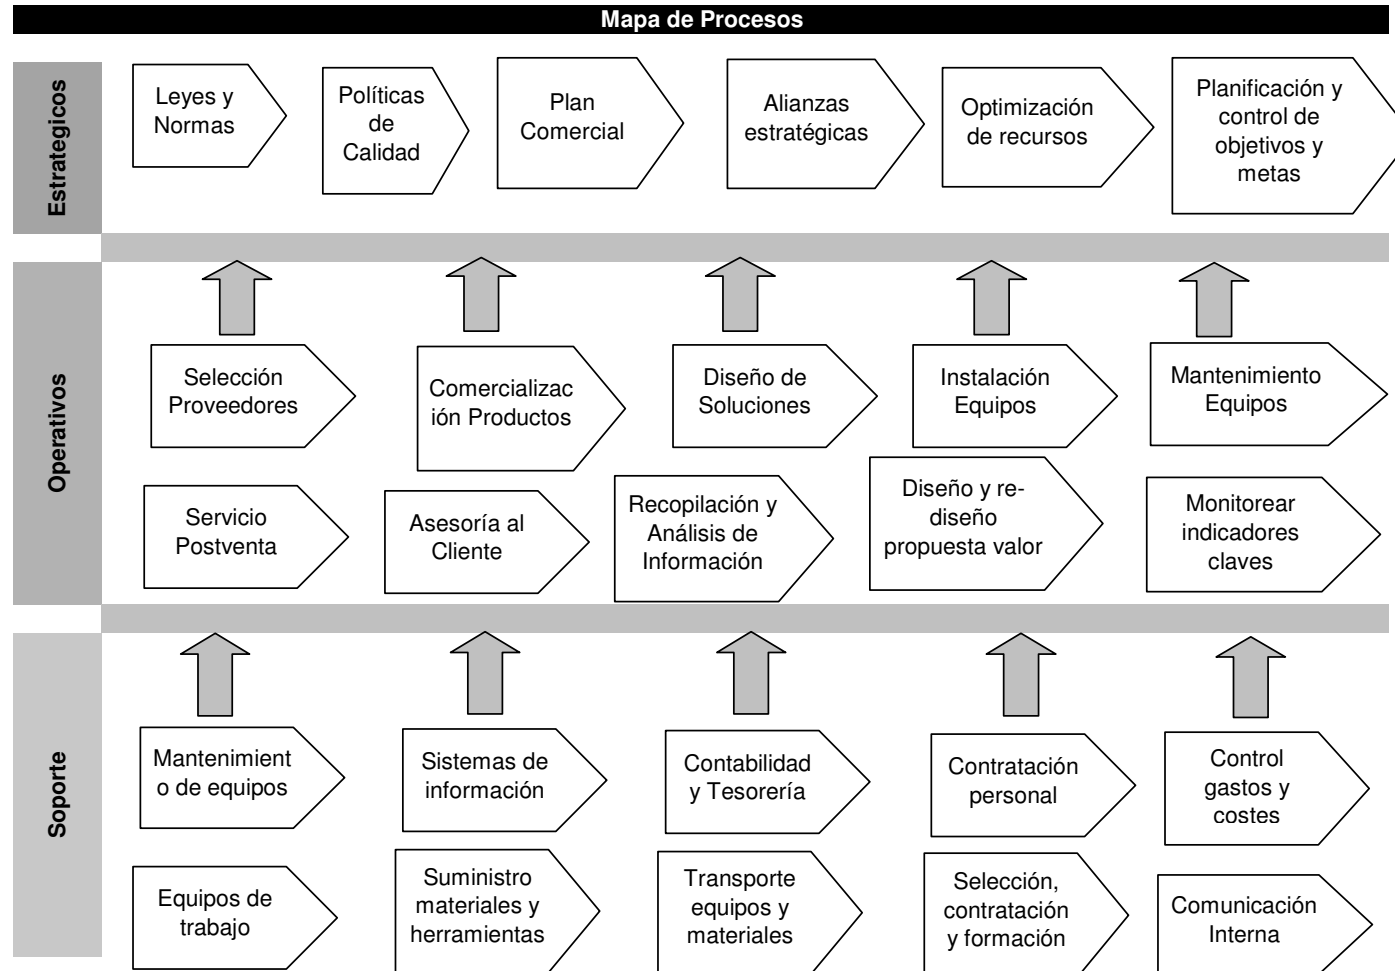 Mapa de Procesos
Estrategicos
Leyes y
Normas
Políticas
de
Calidad
Plan
Comercial
Alianzas
estratégicas
Optimización
de recursos
Planificación y
control de
objetivos y
metas
Operativos
Selección
Proveedores
Comercializac
ión Productos
Diseño de
Soluciones
Instalación
Equipos
Mantenimiento
Equipos
Servicio
Postventa
Asesoría al
Cliente
Recopilación y
Análisis de
Información
Diseño y re-
diseño
propuesta valor
Monitorear
indicadores
claves
Soporte
Mantenimient
o de equipos
Sistemas de
información
Contabilidad
y Tesorería
Contratación
personal
Control
gastos y
costes
Equipos de
trabajo
Suministro
materiales y
herramientas
Transporte
equipos y
materiales
Selección,
contratación
y formación
Comunicación
Interna